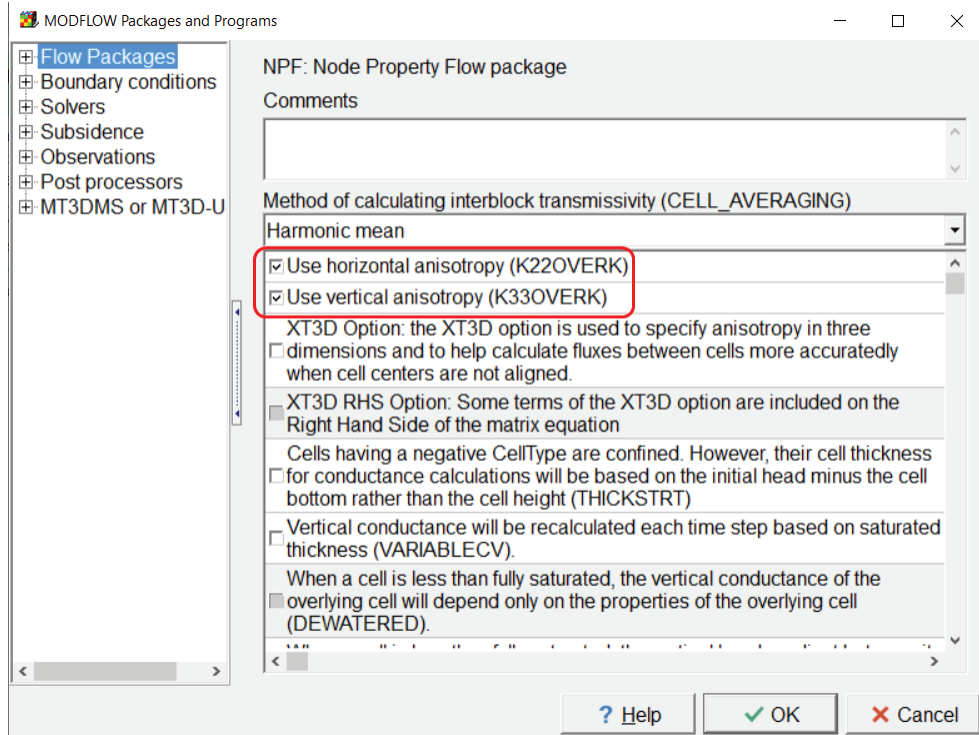 MODFLOW Packages and Programs
Flow Packages
Boundary conditions
Solvers
Subsidence
Observations
Post processors
MT3DMS or MT3D-U
NPF: Node Property Flow package
Comments
Method of calculating interblock transmissivity (CELL_AVERAGING)
Harmonic mean
Use horizontal anisotropy (K22OVERK)
Use vertical anisotropy (K33OVERK)
XT3D Option: the XT3D option is used to specify anisotropy in three
dimensions and to help calculate fluxes between cells more accuratedly
when cell centers are not aligned.
XT3D RHS Option: Some terms of the XT3D option are included on the
Right Hand Side of the matrix equation
Cells having a negative CellType are confined. However, their cell thickness
for conductance calculations will be based on the initial head minus the cell
bottom rather than the cell height (THICKSTRT)
Vertical conductance will be recalculated each time step based on saturated
thickness (VARIABLECV).
When a cell is less than fully saturated, the vertical conductance of the
overlying cell will depend only on the properties of the overlying cell
(DEWATERED).
? Help
OK
Cancel